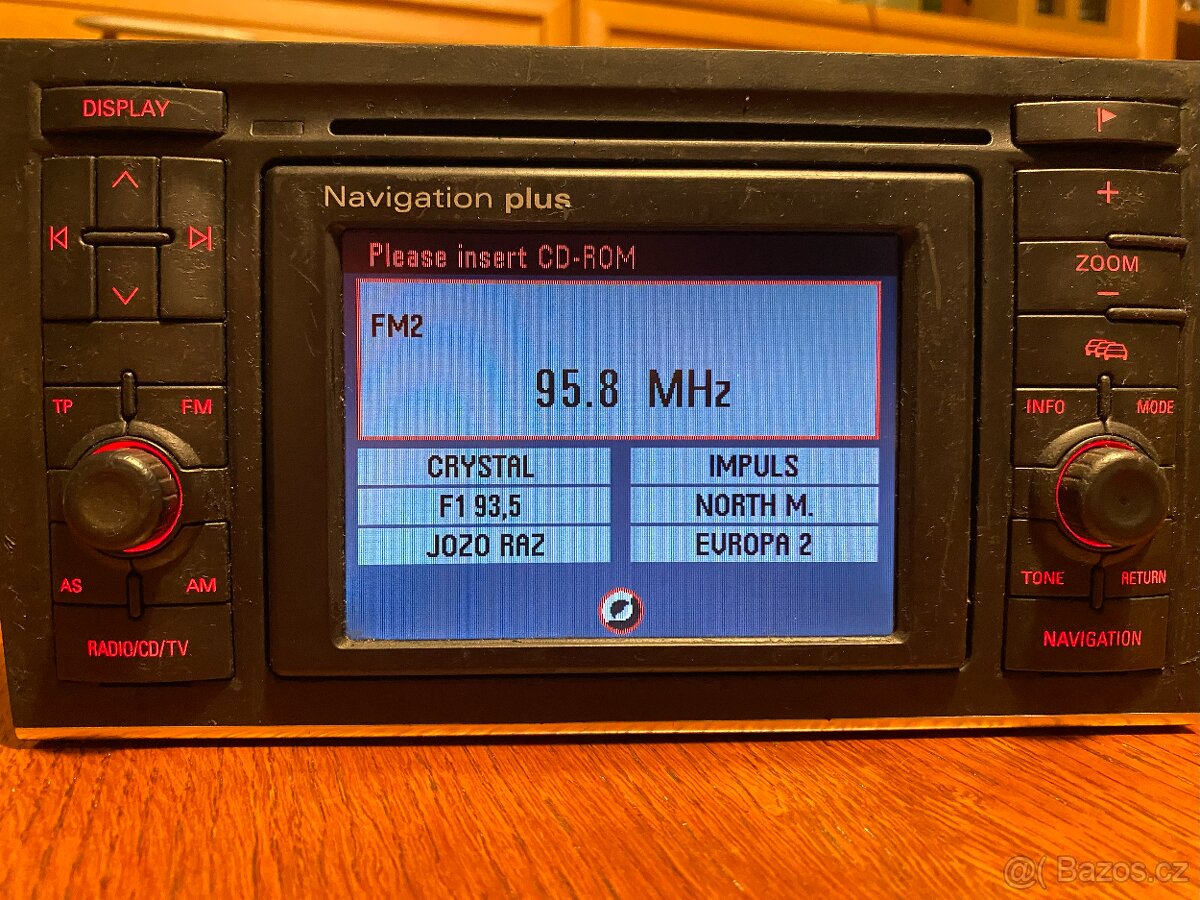 DISPLAY
Navigation plus
Please insert CD-ROM
FM2
95.8 MHz
CRYSTAL
IMPULS
F1 93,5
NORTH M.
JOZO RAZ
EVROPA 2
TP
FM
AS
AM
RADIO/CD/TV
+
ZOOM
−
INFO
MODE
TONE
RETURN
NAVIGATION
@( Bazos.cz